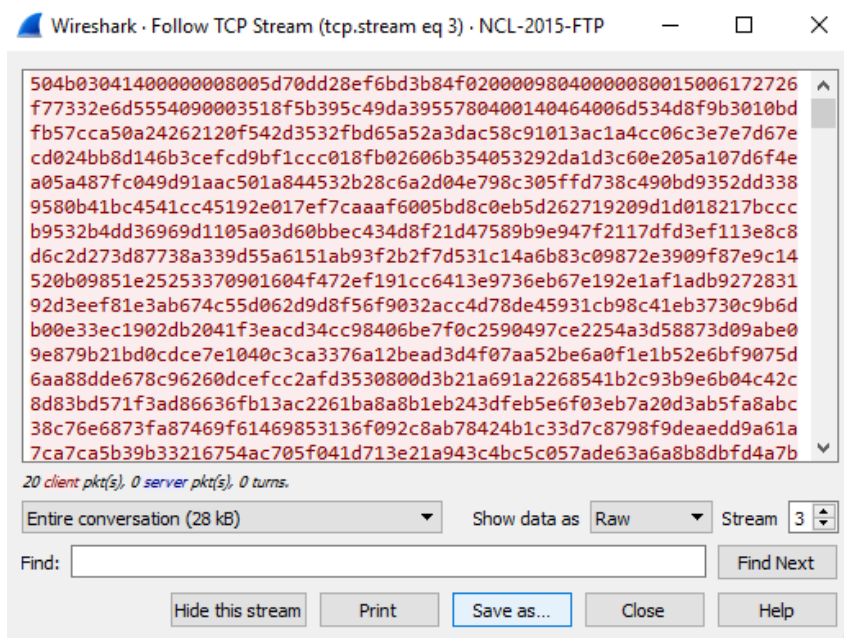 Wireshark · Follow TCP Stream (tcp.stream eq 3) · NCL-2015-FTP
504b03041400000008005d70dd28ef6bd3b84f02000098040000080015006172726
f77332e6d5554090003518f5b395c49da3955780400140464006d534d8f9b3010bd
fb57cca50a24262120f542d3532fbd65a52a3dac58c91013ac1a4cc06c3e7e7d67e
cd024bb8d146b3cefcd9bf1ccc018fb02606b354053292da1d3c60e205a107d6f4e
a05a487fc049d91aac501a844532b28c6a2d04e798c305ffd738c490bd9352dd338
9580b41bc4541cc45192e017ef7caaaf6005bd8c0eb5d262719209d1d018217bccc
b9532b4dd36969d1105a03d60bbec434d8f21d47589b9e947f2117dfd3ef113e8c8
d6c2d273d87738a339d55a6151ab93f2b2f7d531c14a6b83c09872e3909f87e9c14
520b09851e25253370901604f472ef191cc6413e9736eb67e192e1af1adb9272831
92d3eef81e3ab674c55d062d9d8f56f9032acc4d78de45931cb98c41eb3730c9b6d
b00e33ec1902db2041f3eacd34cc98406be7f0c2590497ce2254a3d58873d09abe0
9e879b21bd0cdce7e1040c3ca3376a12bead3d4f07aa52be6a0f1e1b52e6bf9075d
6aa88dde678c96260dcefcc2afd3530800d3b21a691a2268541b2c93b9e6b04c42c
8d83bd571f3ad86636fb13ac2261ba8a8b1eb243dfeb5e6f03eb7a20d3ab5fa8abc
38c76e6873fa87469f61469853136f092c8ab78424b1c33d7c8798f9deaedd9a61a
7ca7ca5b39b33216754ac705f041d713e21a943c4bc5c057ade63a6a8b8dbfd4a7b
20 client pkt(s), 0 server pkt(s), 0 turns.
Entire conversation (28 kB) Show data as Raw Stream 3
Find: Find Next
Hide this stream Print Save as... Close Help